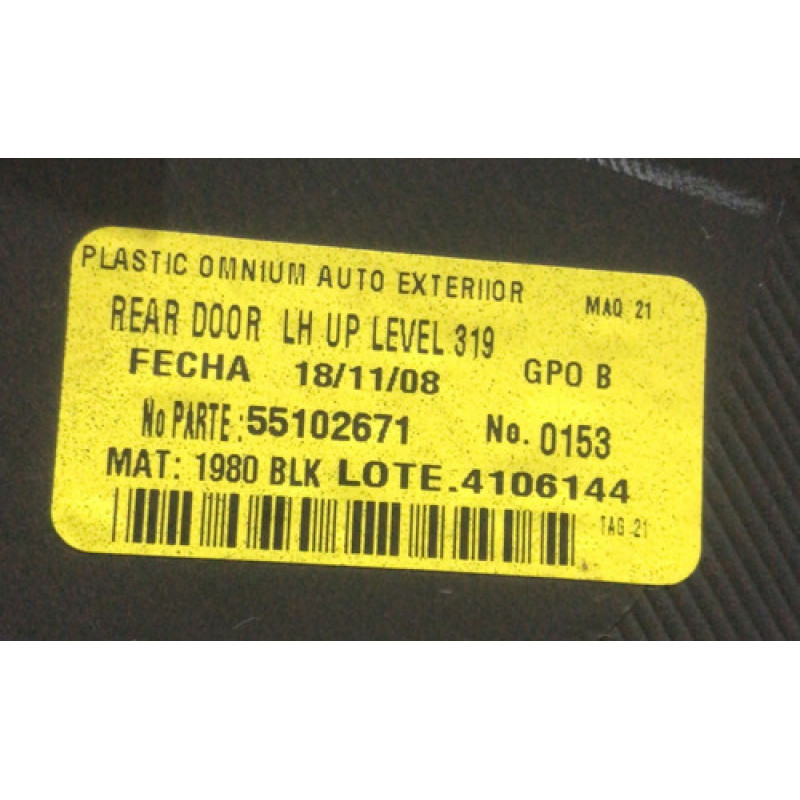 PLASTIC OMNIUM AUTO EXTERIIOR MAQ 21
REAR DOOR LH UP LEVEL 319
FECHA 18/11/08 GPO B
No PARTE: 55102671 No. 0153
MAT: 1980 BLK LOTE.4106144
TAG 21